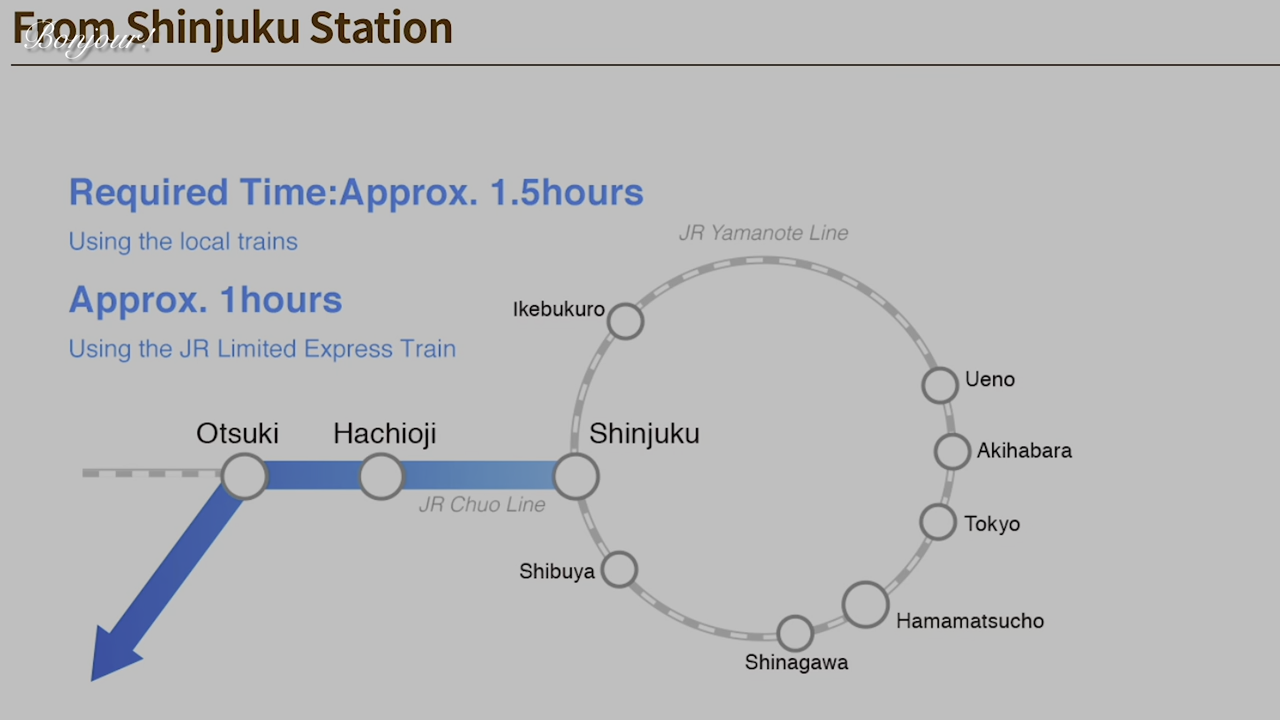 From Shinjuku Station
Bonjour!
Required Time:Approx. 1.5hours
Using the local trains
JR Yamanote Line
Approx. 1hours
Ikebukuro
Using the JR Limited Express Train
Ueno
Otsuki
Hachioji
Shinjuku
Akihabara
JR Chuo Line
Tokyo
Shibuya
Hamamatsucho
Shinagawa